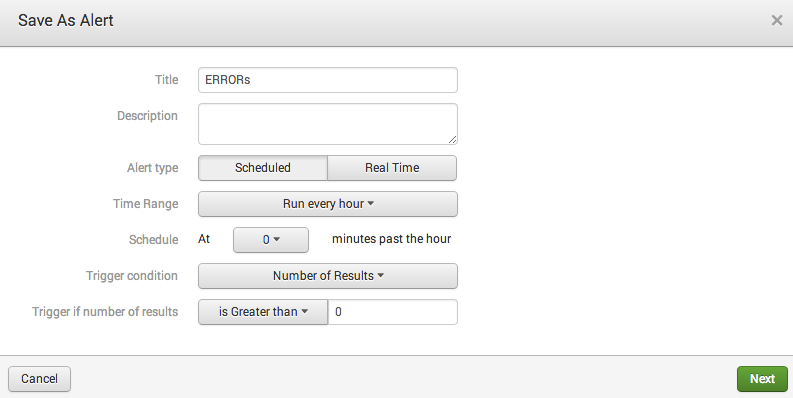 Save As Alert ×
Title ERRORs
Description
Alert type Scheduled Real Time
Time Range Run every hour
Schedule At 0 minutes past the hour
Trigger condition Number of Results
Trigger if number of results is Greater than 0
Cancel Next